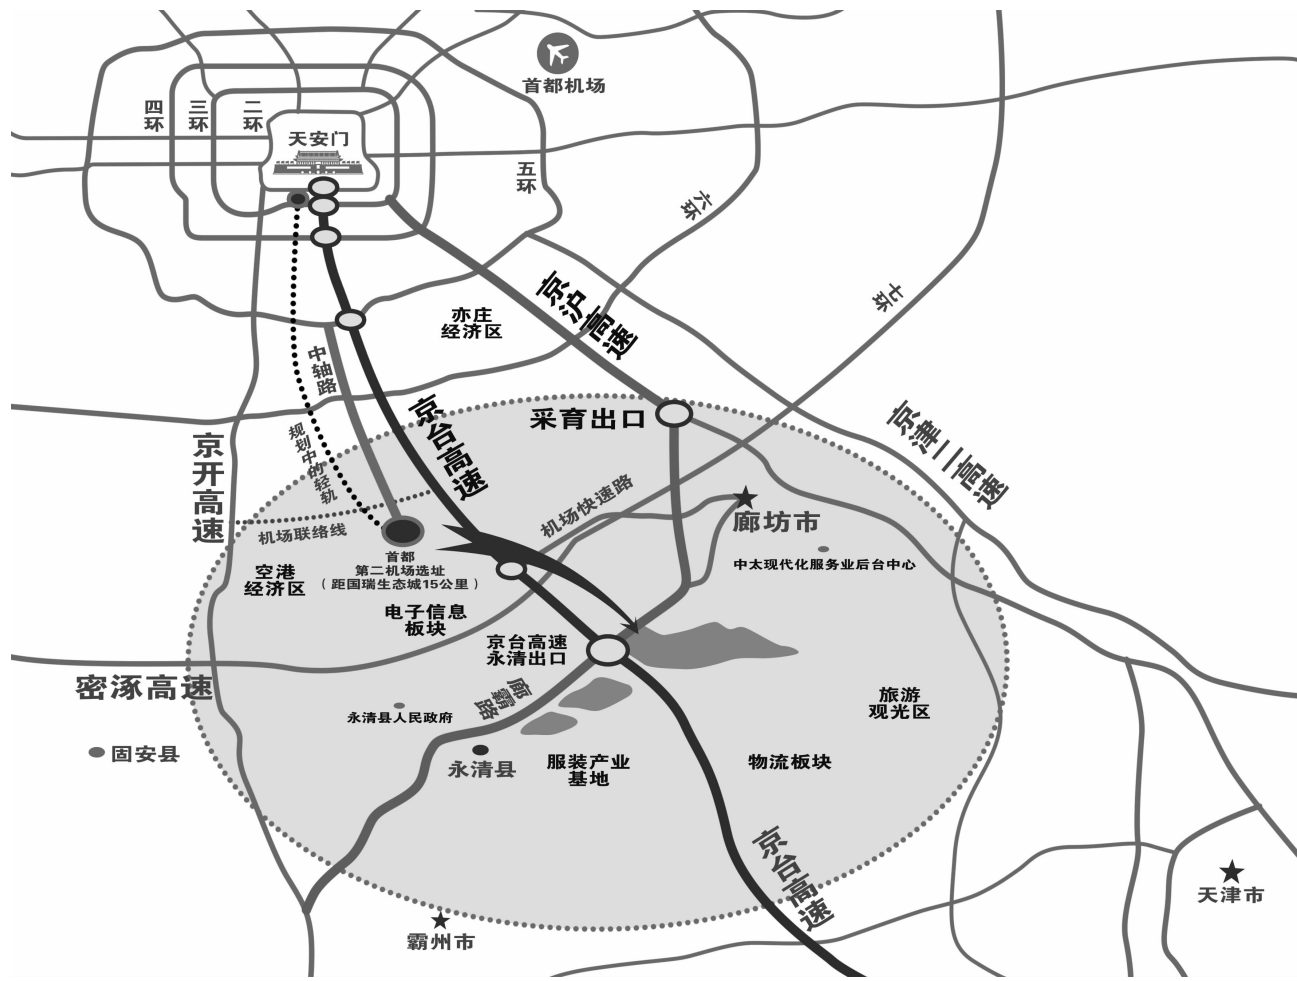 首都机场
四环
三环
二环
天安门
五环
六环
七环
京沪高速
亦庄
经济区
中轴路
京台高速
采育出口
京津二高速
规划中的轻轨
京开高速
机场快速路
廊坊市
机场联络线
首都
第二机场选址
（距国瑞生态城15公里）
中太现代化服务业后台中心
空港
经济区
电子信息
板块
京台高速
永清出口
密涿高速
廊霸路
永清县人民政府
旅游
观光区
固安县
永清县
服装产业
基地
物流板块
京台高速
天津市
霸州市